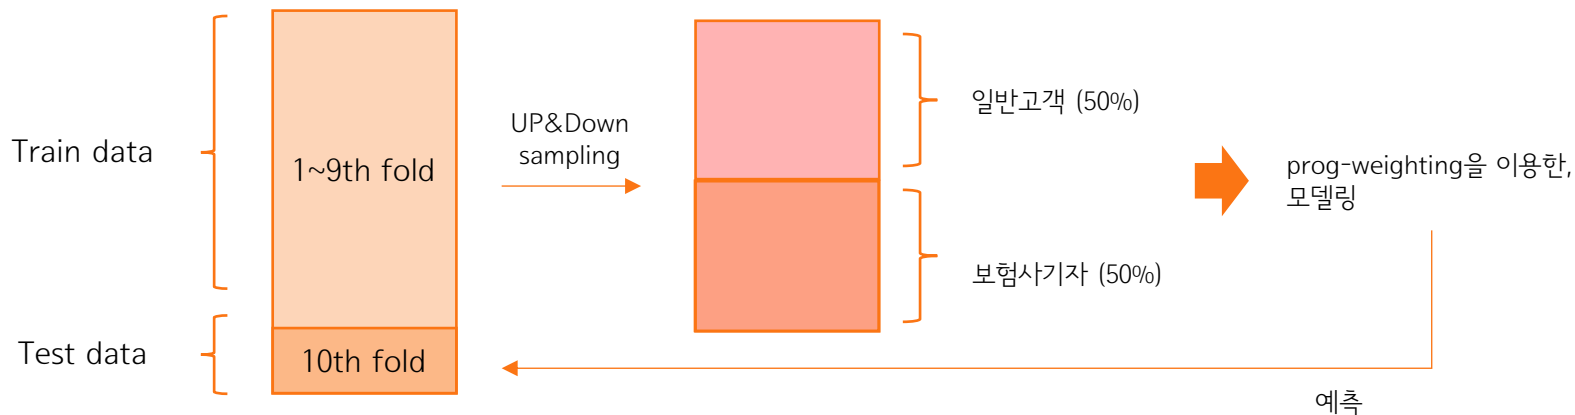 Train data
1~9th fold
Test data
10th fold
UP&Down
sampling
일반고객 (50%)
보험사기자 (50%)
prog-weighting을 이용한,
모델링
예측